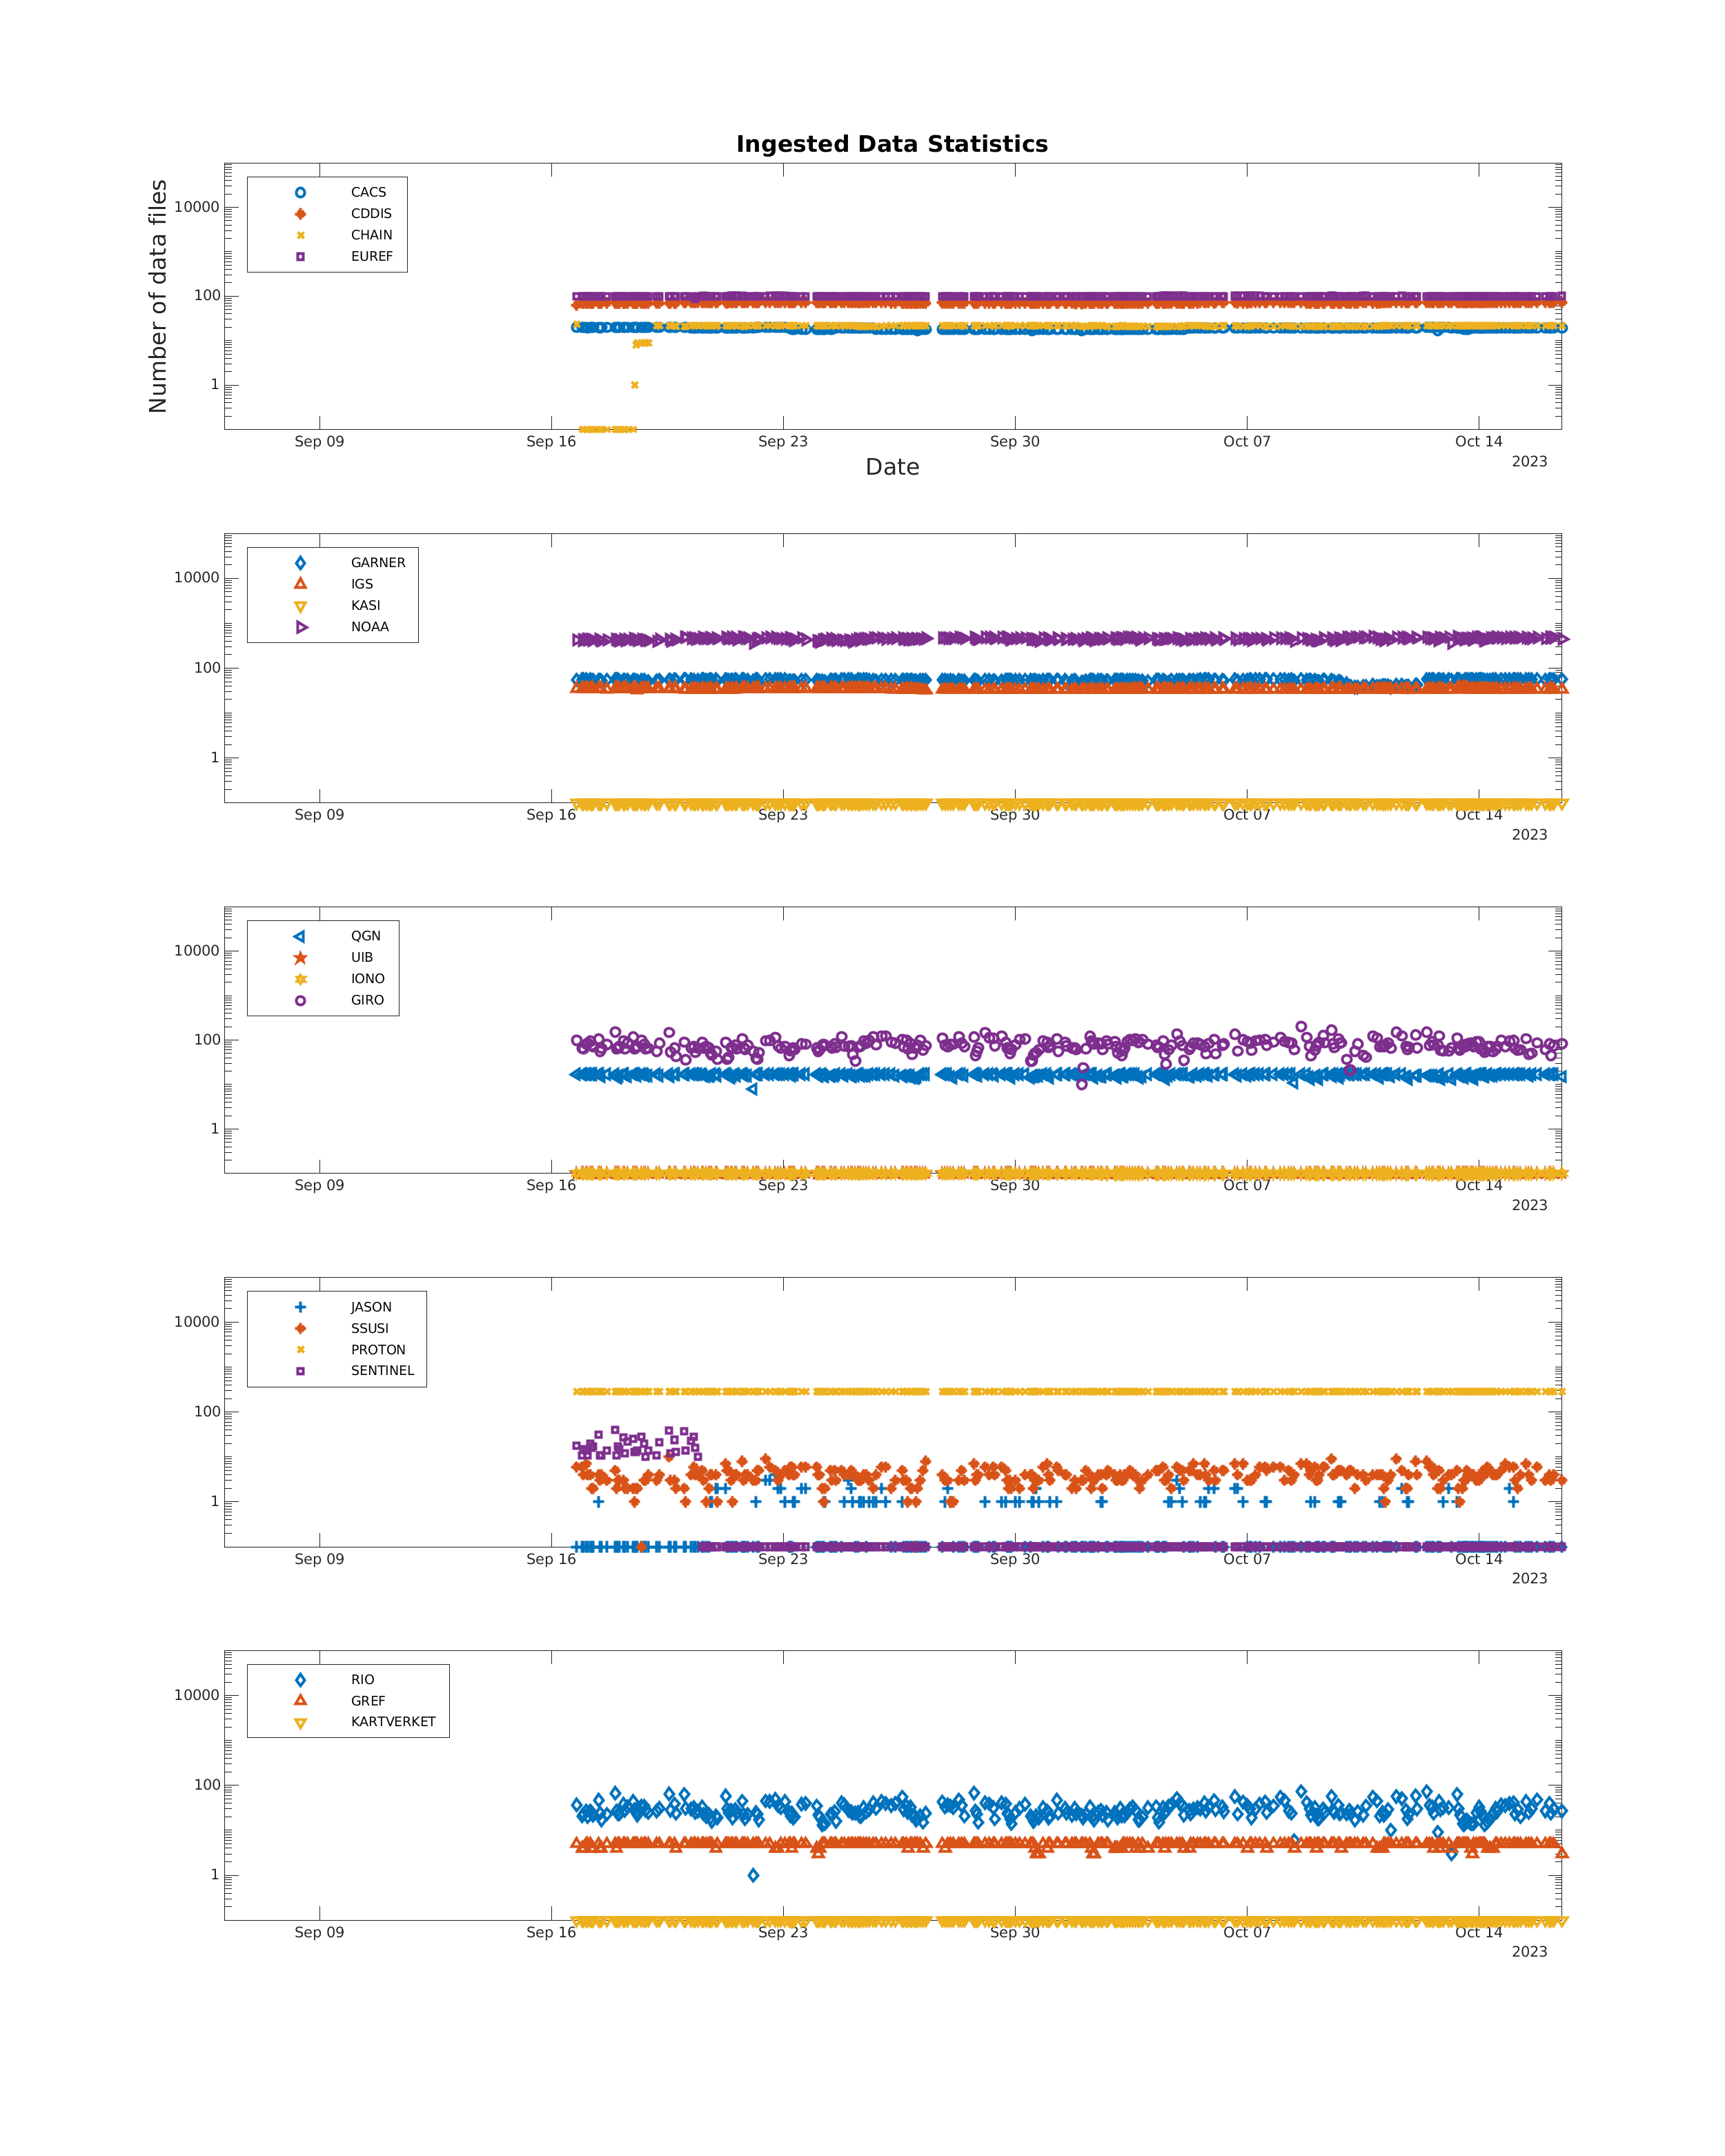 Ingested Data Statistics
Number of data files
10000
100
1
CACS
CDDIS
CHAIN
EUREF
Sep 09 Sep 16 Sep 23 Sep 30 Oct 07 Oct 14
2023
Date
10000
100
1
GARNER
IGS
KASI
NOAA
Sep 09 Sep 16 Sep 23 Sep 30 Oct 07 Oct 14
2023
10000
100
1
QGN
UIB
IONO
GIRO
Sep 09 Sep 16 Sep 23 Sep 30 Oct 07 Oct 14
2023
10000
100
1
JASON
SSUSI
PROTON
SENTINEL
Sep 09 Sep 16 Sep 23 Sep 30 Oct 07 Oct 14
2023
10000
100
1
RIO
GREF
KARTVERKET
Sep 09 Sep 16 Sep 23 Sep 30 Oct 07 Oct 14
2023